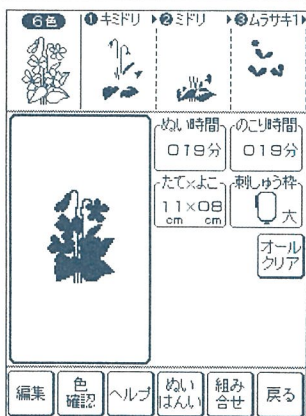 6色 ❶キミドリ ▶❷ミドリ ▶❸ムラサキ1▶
ぬい時間 のこり時間
019分 019分
たて×よこ 刺しゅう枠
11×08 大
cm cm
オール
クリア
編集 色確認 ヘルプ ぬいはんい 組み合せ 戻る